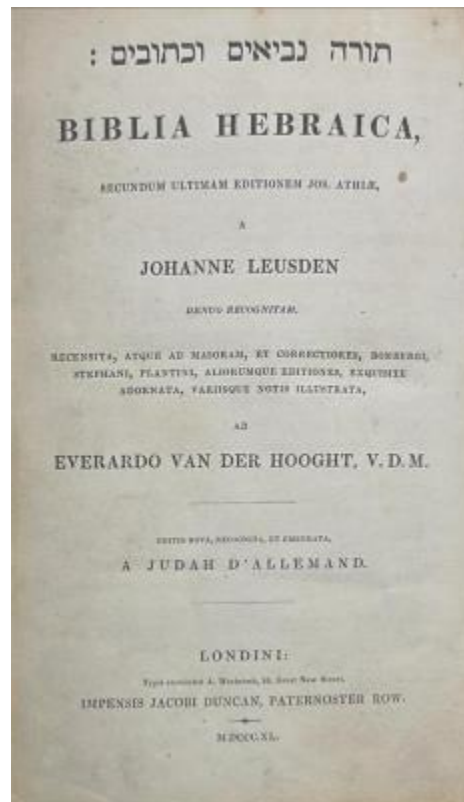 תורה נביאים וכתובים :
BIBLIA HEBRAICA,
SECUNDUM ULTIMAM EDITIONEM JOS. ATHIÆ,
A
JOHANNE LEUSDEN
DENUO RECOGNITAM,
RECENSITA, ATQUE AD MASORAM, ET CORRECTIORES, BOMBERGI,
STEPHANI, PLANTINI, ALIORUMQUE EDITIONES, EXQUISITE
ADORNATA, VARIISQUE NOTIS ILLUSTRATA,
AB
EVERARDO VAN DER HOOGHT, V. D. M.
EDITIO NOVA, RECOGNITA, ET EMENDATA,
A JUDAH D'ALLEMAND.
LONDINI:
IMPENSIS JACOBI DUNCAN, PATERNOSTER ROW.
MDCCCXL.